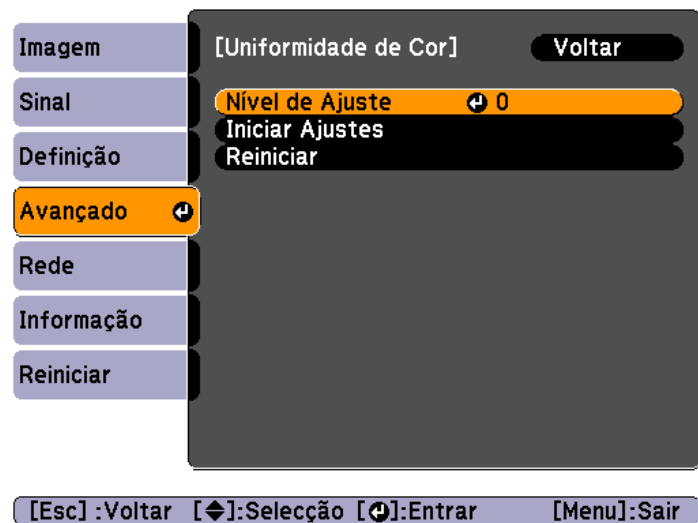 Imagem
Sinal
Definição
Avançado
Rede
Informação
Reiniciar
[Uniformidade de Cor] Voltar
Nível de Ajuste 0
Iniciar Ajustes
Reiniciar
[Esc] :Voltar [◆]:Selecção [⏎]:Entrar [Menu]:Sair